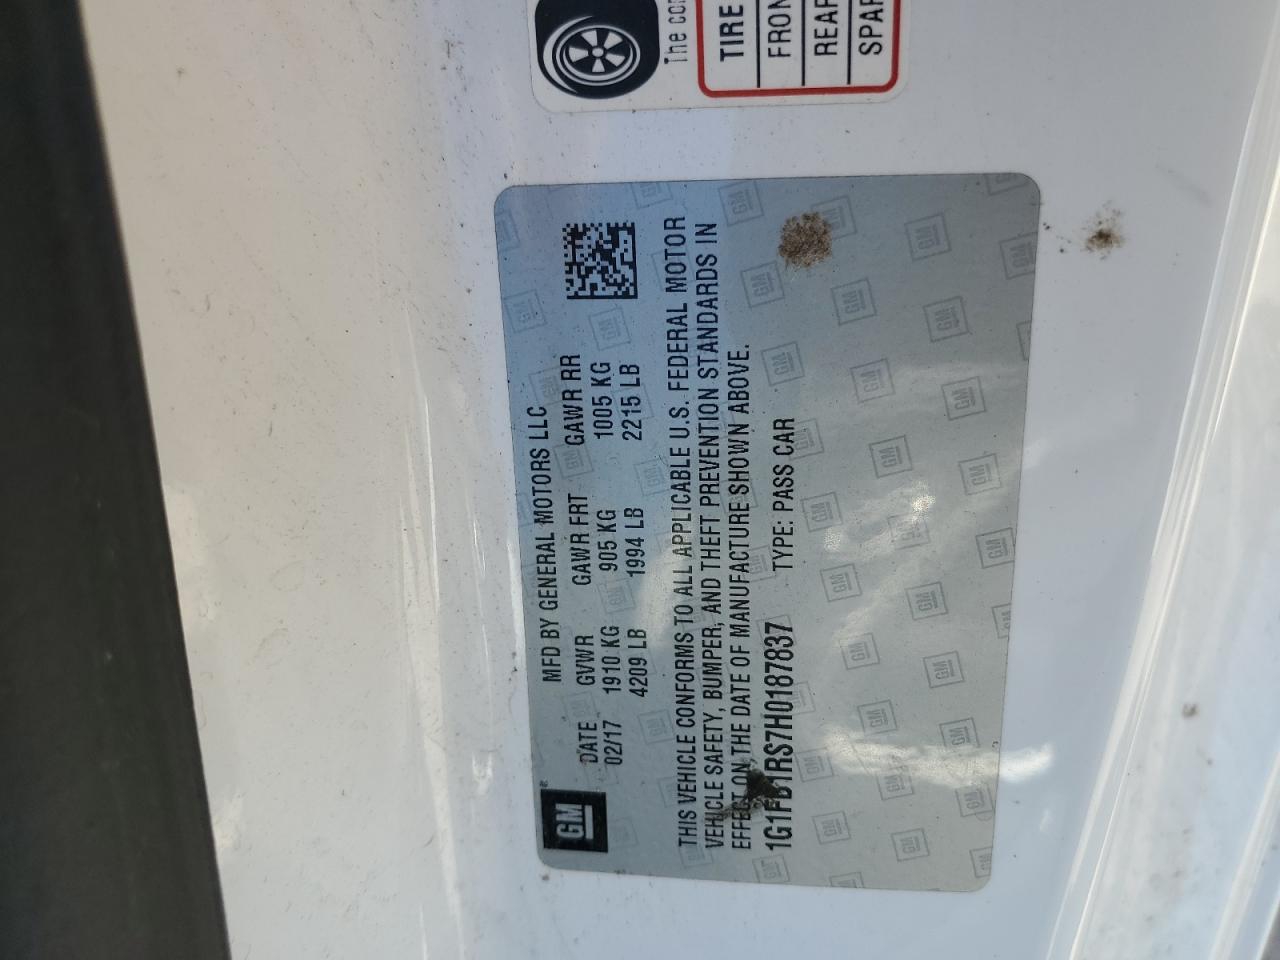 The
TIRE
FRON
REAR
SPAR
MFD BY GENERAL MOTORS LLC
DATE GVWR GAWR FRT GAWR RR
02/17 1910 KG 905 KG 1005 KG
4209 LB 1994 LB 2215 LB
GM
THIS VEHICLE CONFORMS TO ALL APPLICABLE U.S. FEDERAL MOTOR
VEHICLE SAFETY, BUMPER, AND THEFT PREVENTION STANDARDS IN
EFFECT ON THE DATE OF MANUFACTURE SHOWN ABOVE.
1G1FB1RS7H0187837 TYPE: PASS CAR